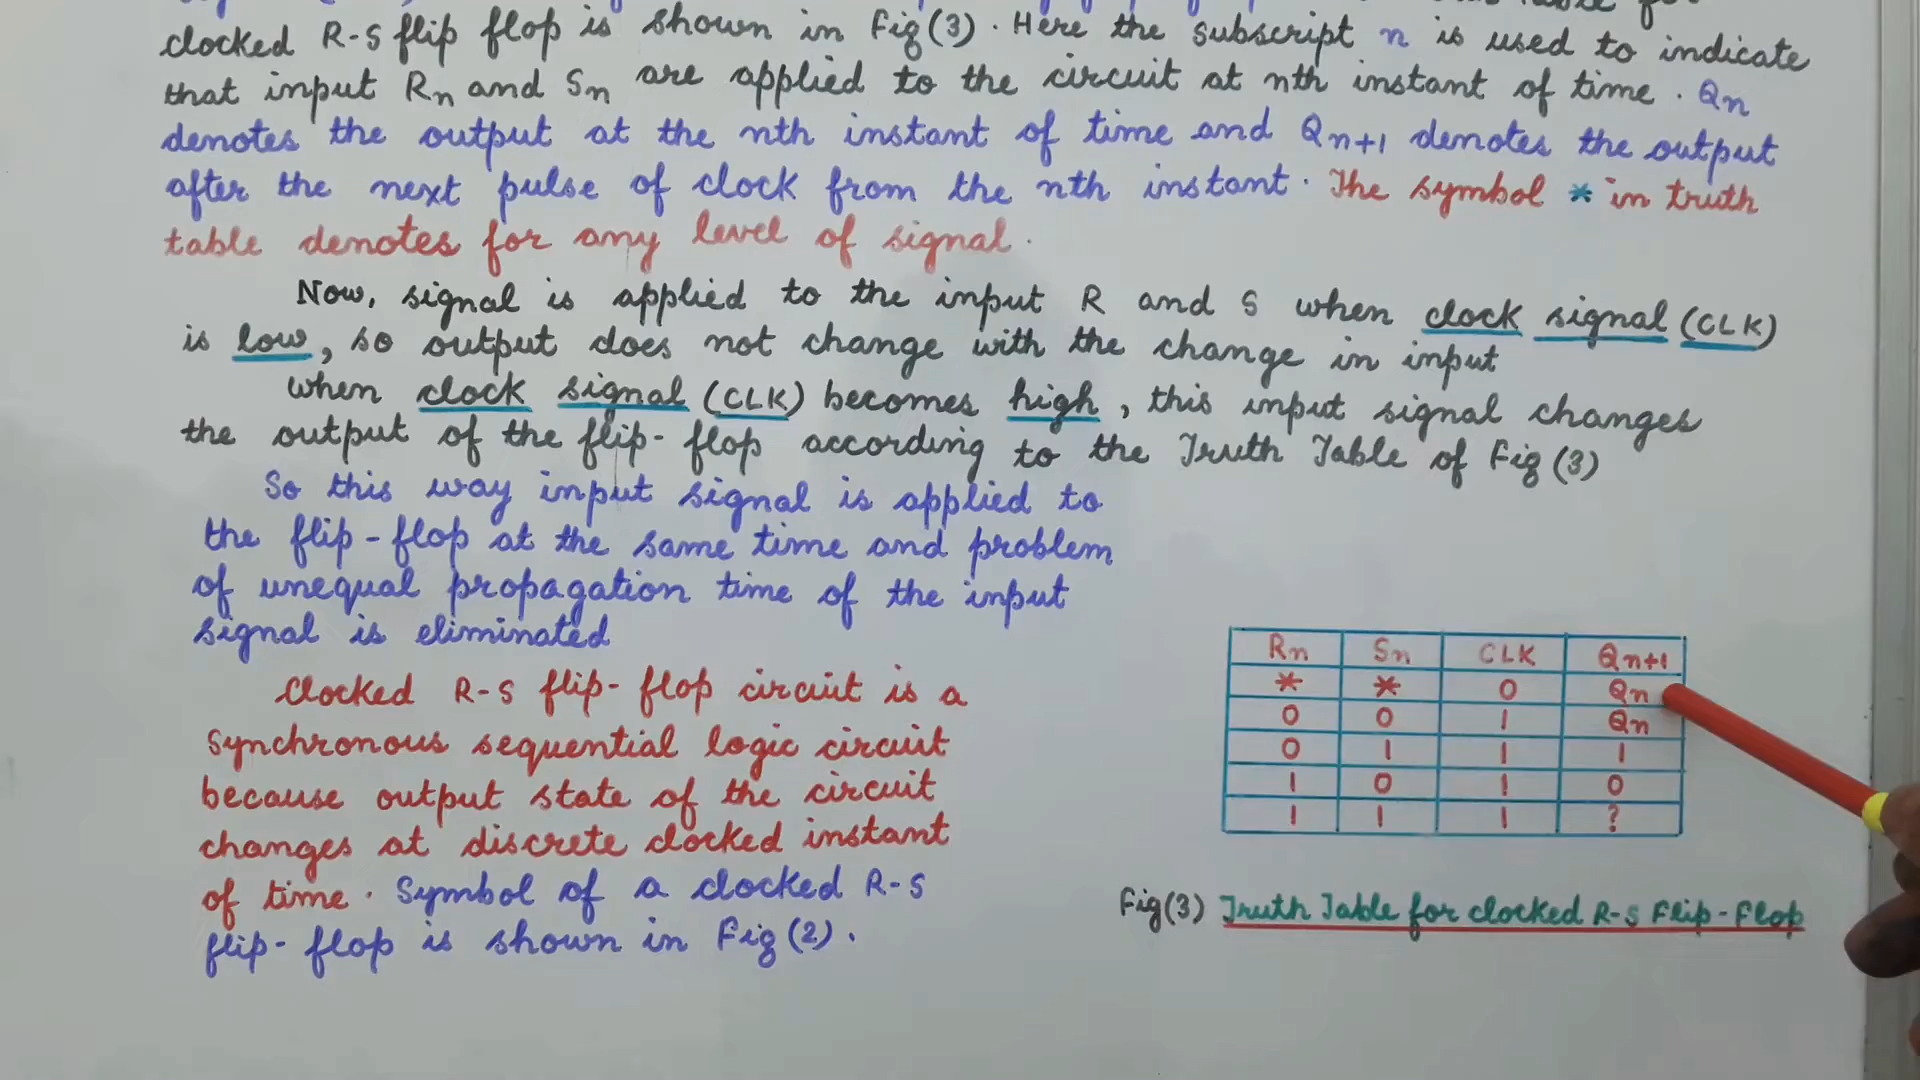 clocked R-S flip flop is shown in Fig(3). Here the subscript n is used to indicate
that input Rn and Sn are applied to the circuit at nth instant of time. Qn
denotes the output at the nth instant of time and Qn+1 denotes the output
after the next pulse of clock from the nth instant. The symbol * in truth
table denotes for any level of signal.
Now, signal is applied to the input R and S when clock signal (CLK)
is low, so output does not change with the change in input
when clock signal (CLK) becomes high, this input signal changes
the output of the flip-flop according to the Truth Table of Fig (3)
So this way input signal is applied to
the flip-flop at the same time and problem
of unequal propagation time of the input
signal is eliminated
Clocked R-S flip-flop circuit is a
Synchronous sequential logic circuit
because output state of the circuit
changes at discrete clocked instant
of time. Symbol of a clocked R-S
flip-flop is shown in Fig (2).
Rn Sn CLK Qn+1
* * 0 Qn
0 0 1 Qn
0 1 1 1
1 0 1 0
1 1 1 ?
Fig(3) Truth Table for clocked R-S Flip-Flop